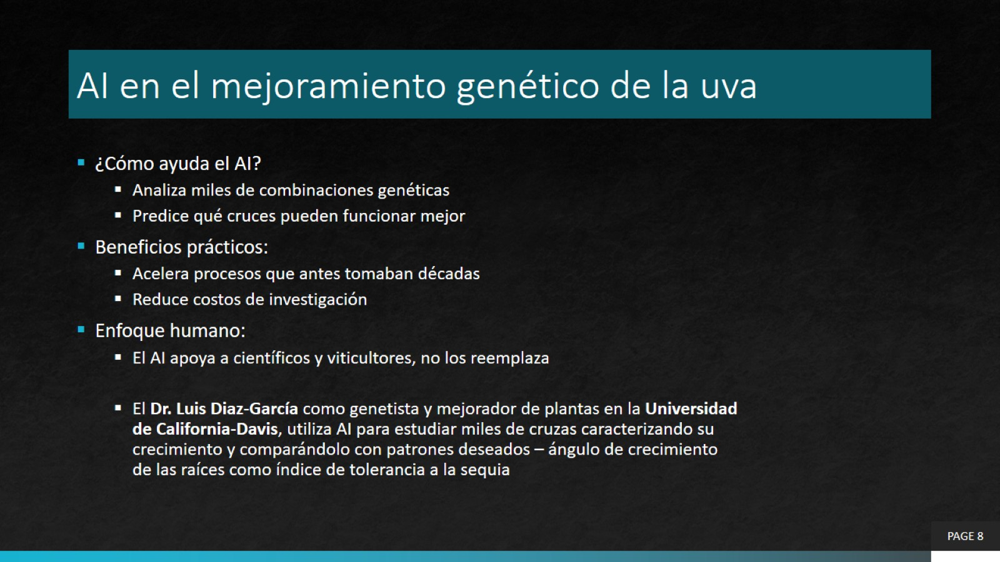 AI en el mejoramiento genético de la uva
¿Cómo ayuda el AI?
Analiza miles de combinaciones genéticas
Predice qué cruces pueden funcionar mejor
Beneficios prácticos:
Acelera procesos que antes tomaban décadas
Reduce costos de investigación
Enfoque humano:
El AI apoya a científicos y viticultores, no los reemplaza
El Dr. Luis Diaz-García como genetista y mejorador de plantas en la Universidad
de California-Davis, utiliza AI para estudiar miles de cruzas caracterizando su
crecimiento y comparándolo con patrones deseados – ángulo de crecimiento
de las raíces como índice de tolerancia a la sequia
PAGE 8